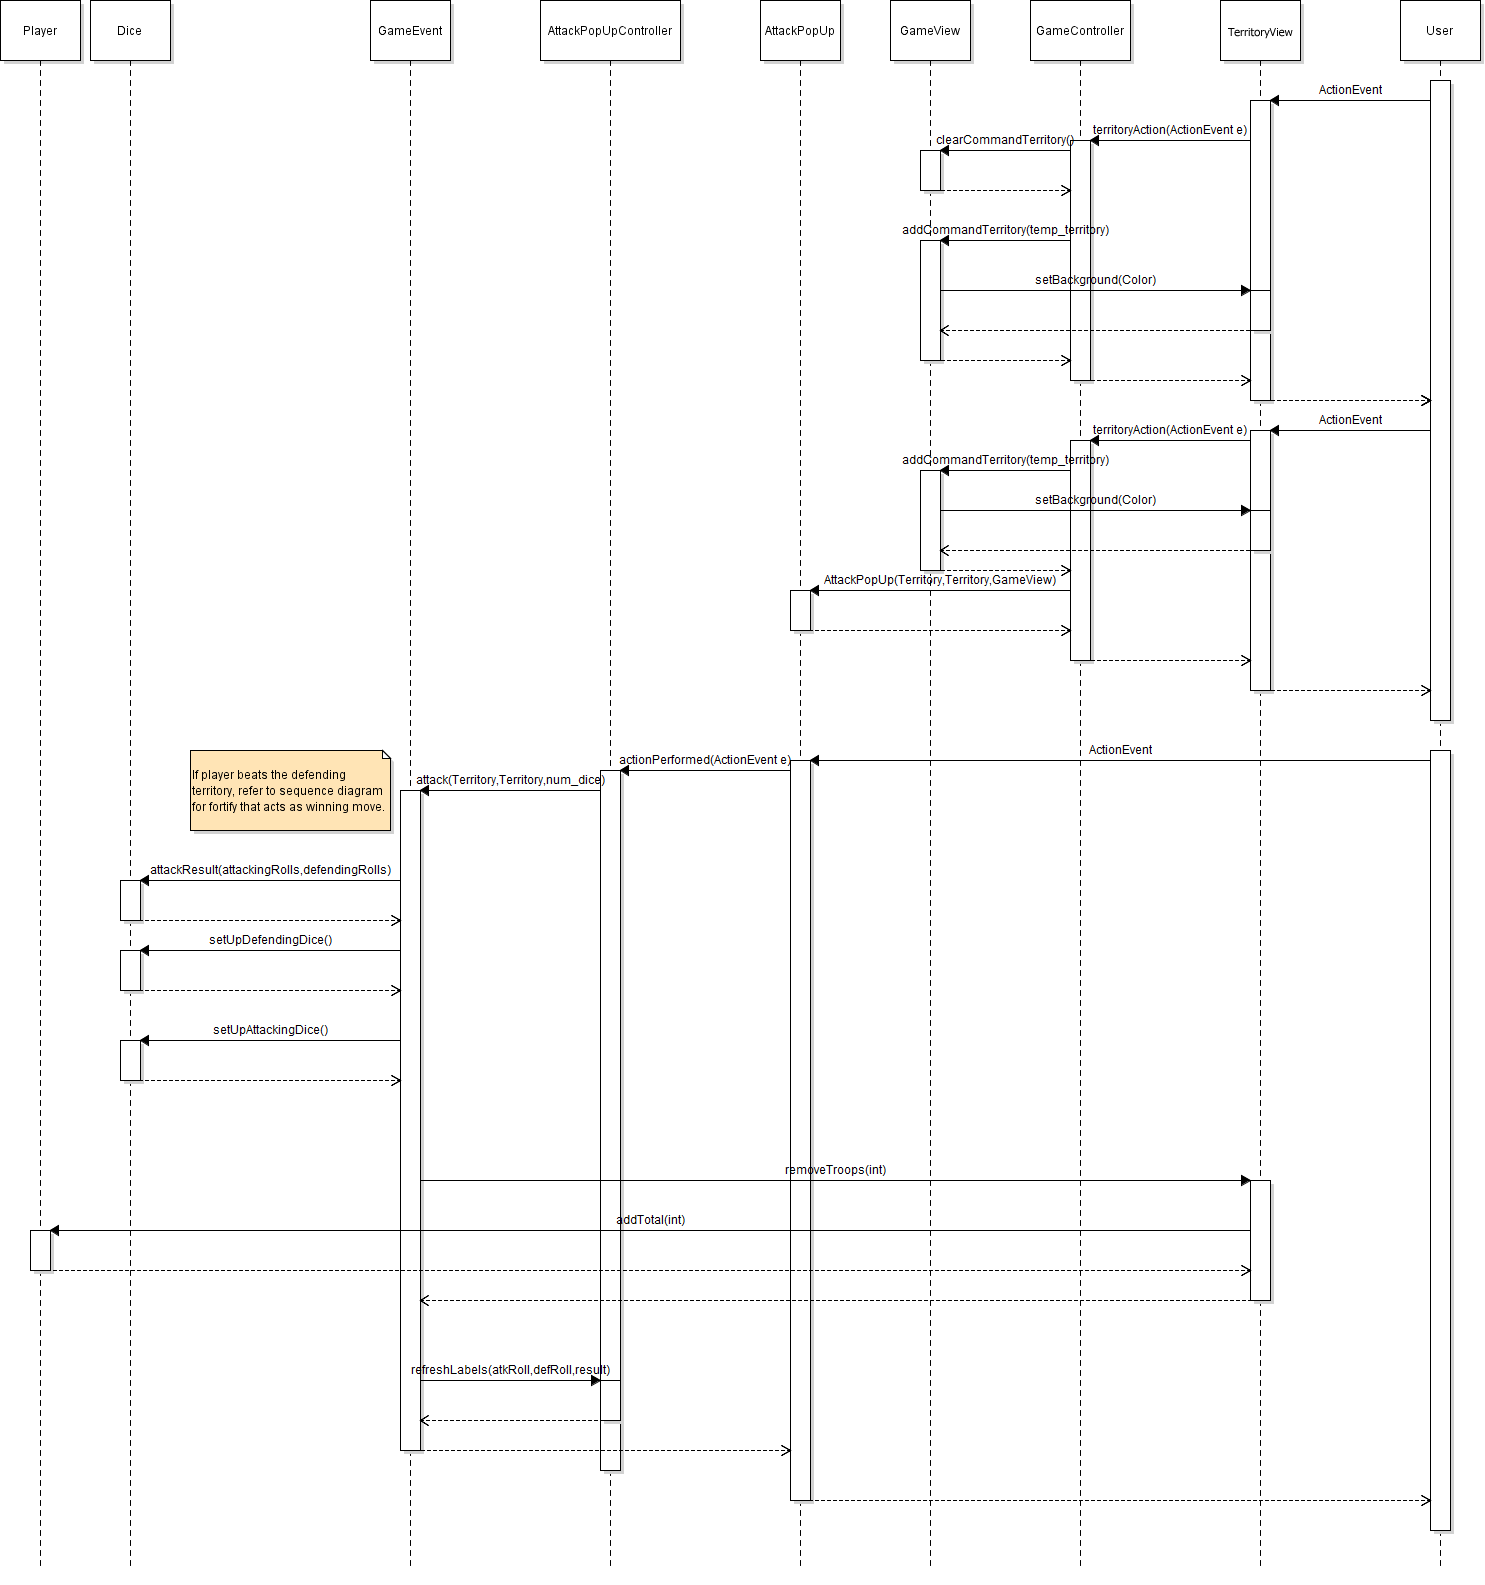 Player
Dice
GameEvent
AttackPopUpController
AttackPopUp
GameView
GameController
TerritoryView
User
ActionEvent
territoryAction(ActionEvent e)
clearCommandTerritory()
addCommandTerritory(temp_territory)
setBackground(Color)
ActionEvent
territoryAction(ActionEvent e)
addCommandTerritory(temp_territory)
setBackground(Color)
AttackPopUp(Territory,Territory,GameView)
ActionEvent
actionPerformed(ActionEvent e)
attack(Territory,Territory,num_dice)
If player beats the defending
territory, refer to sequence diagram
for fortify that acts as winning move.
attackResult(attackingRolls,defendingRolls)
setUpDefendingDice()
setUpAttackingDice()
removeTroops(int)
addTotal(int)
refreshLabels(atkRoll,defRoll,result)